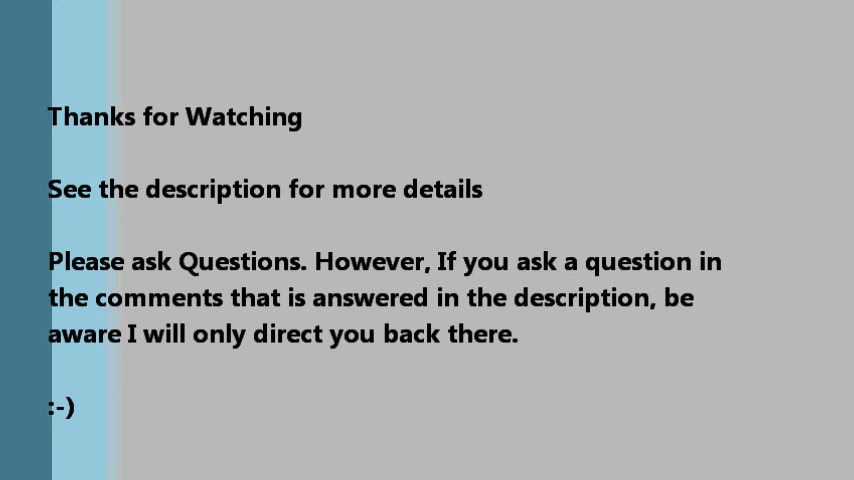 Thanks for Watching
See the description for more details
Please ask Questions. However, If you ask a question in
the comments that is answered in the description, be
aware I will only direct you back there.
:-)